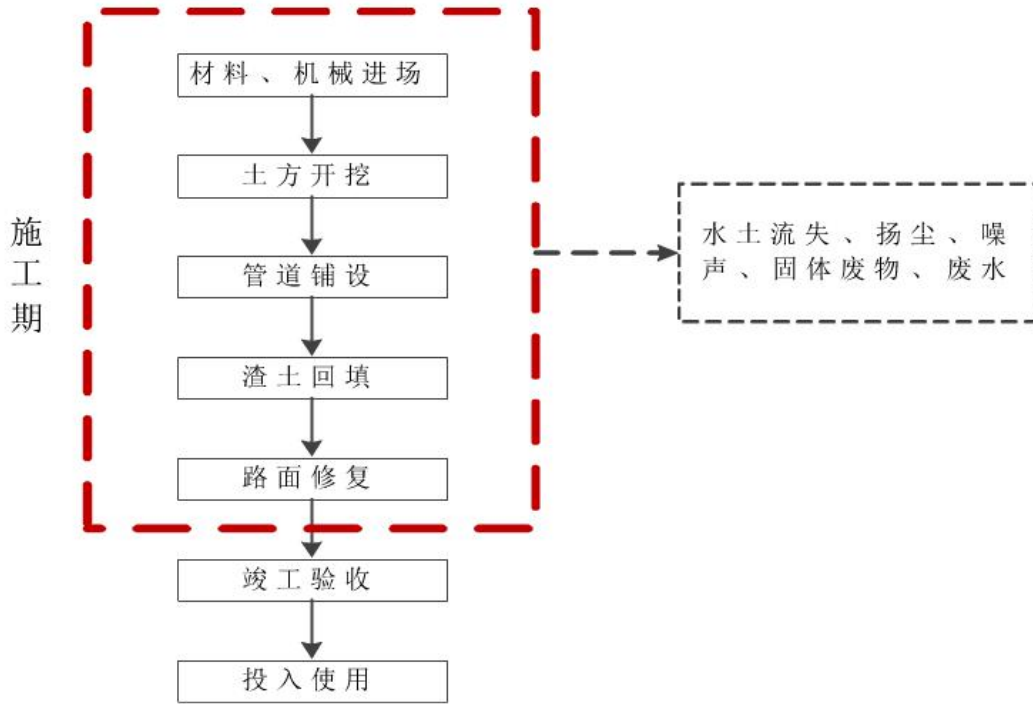 材料、机械进场
土方开挖
管道铺设
渣土回填
路面修复
竣工验收
投入使用
施工期
水土流失、扬尘、噪
声、固体废物、废水